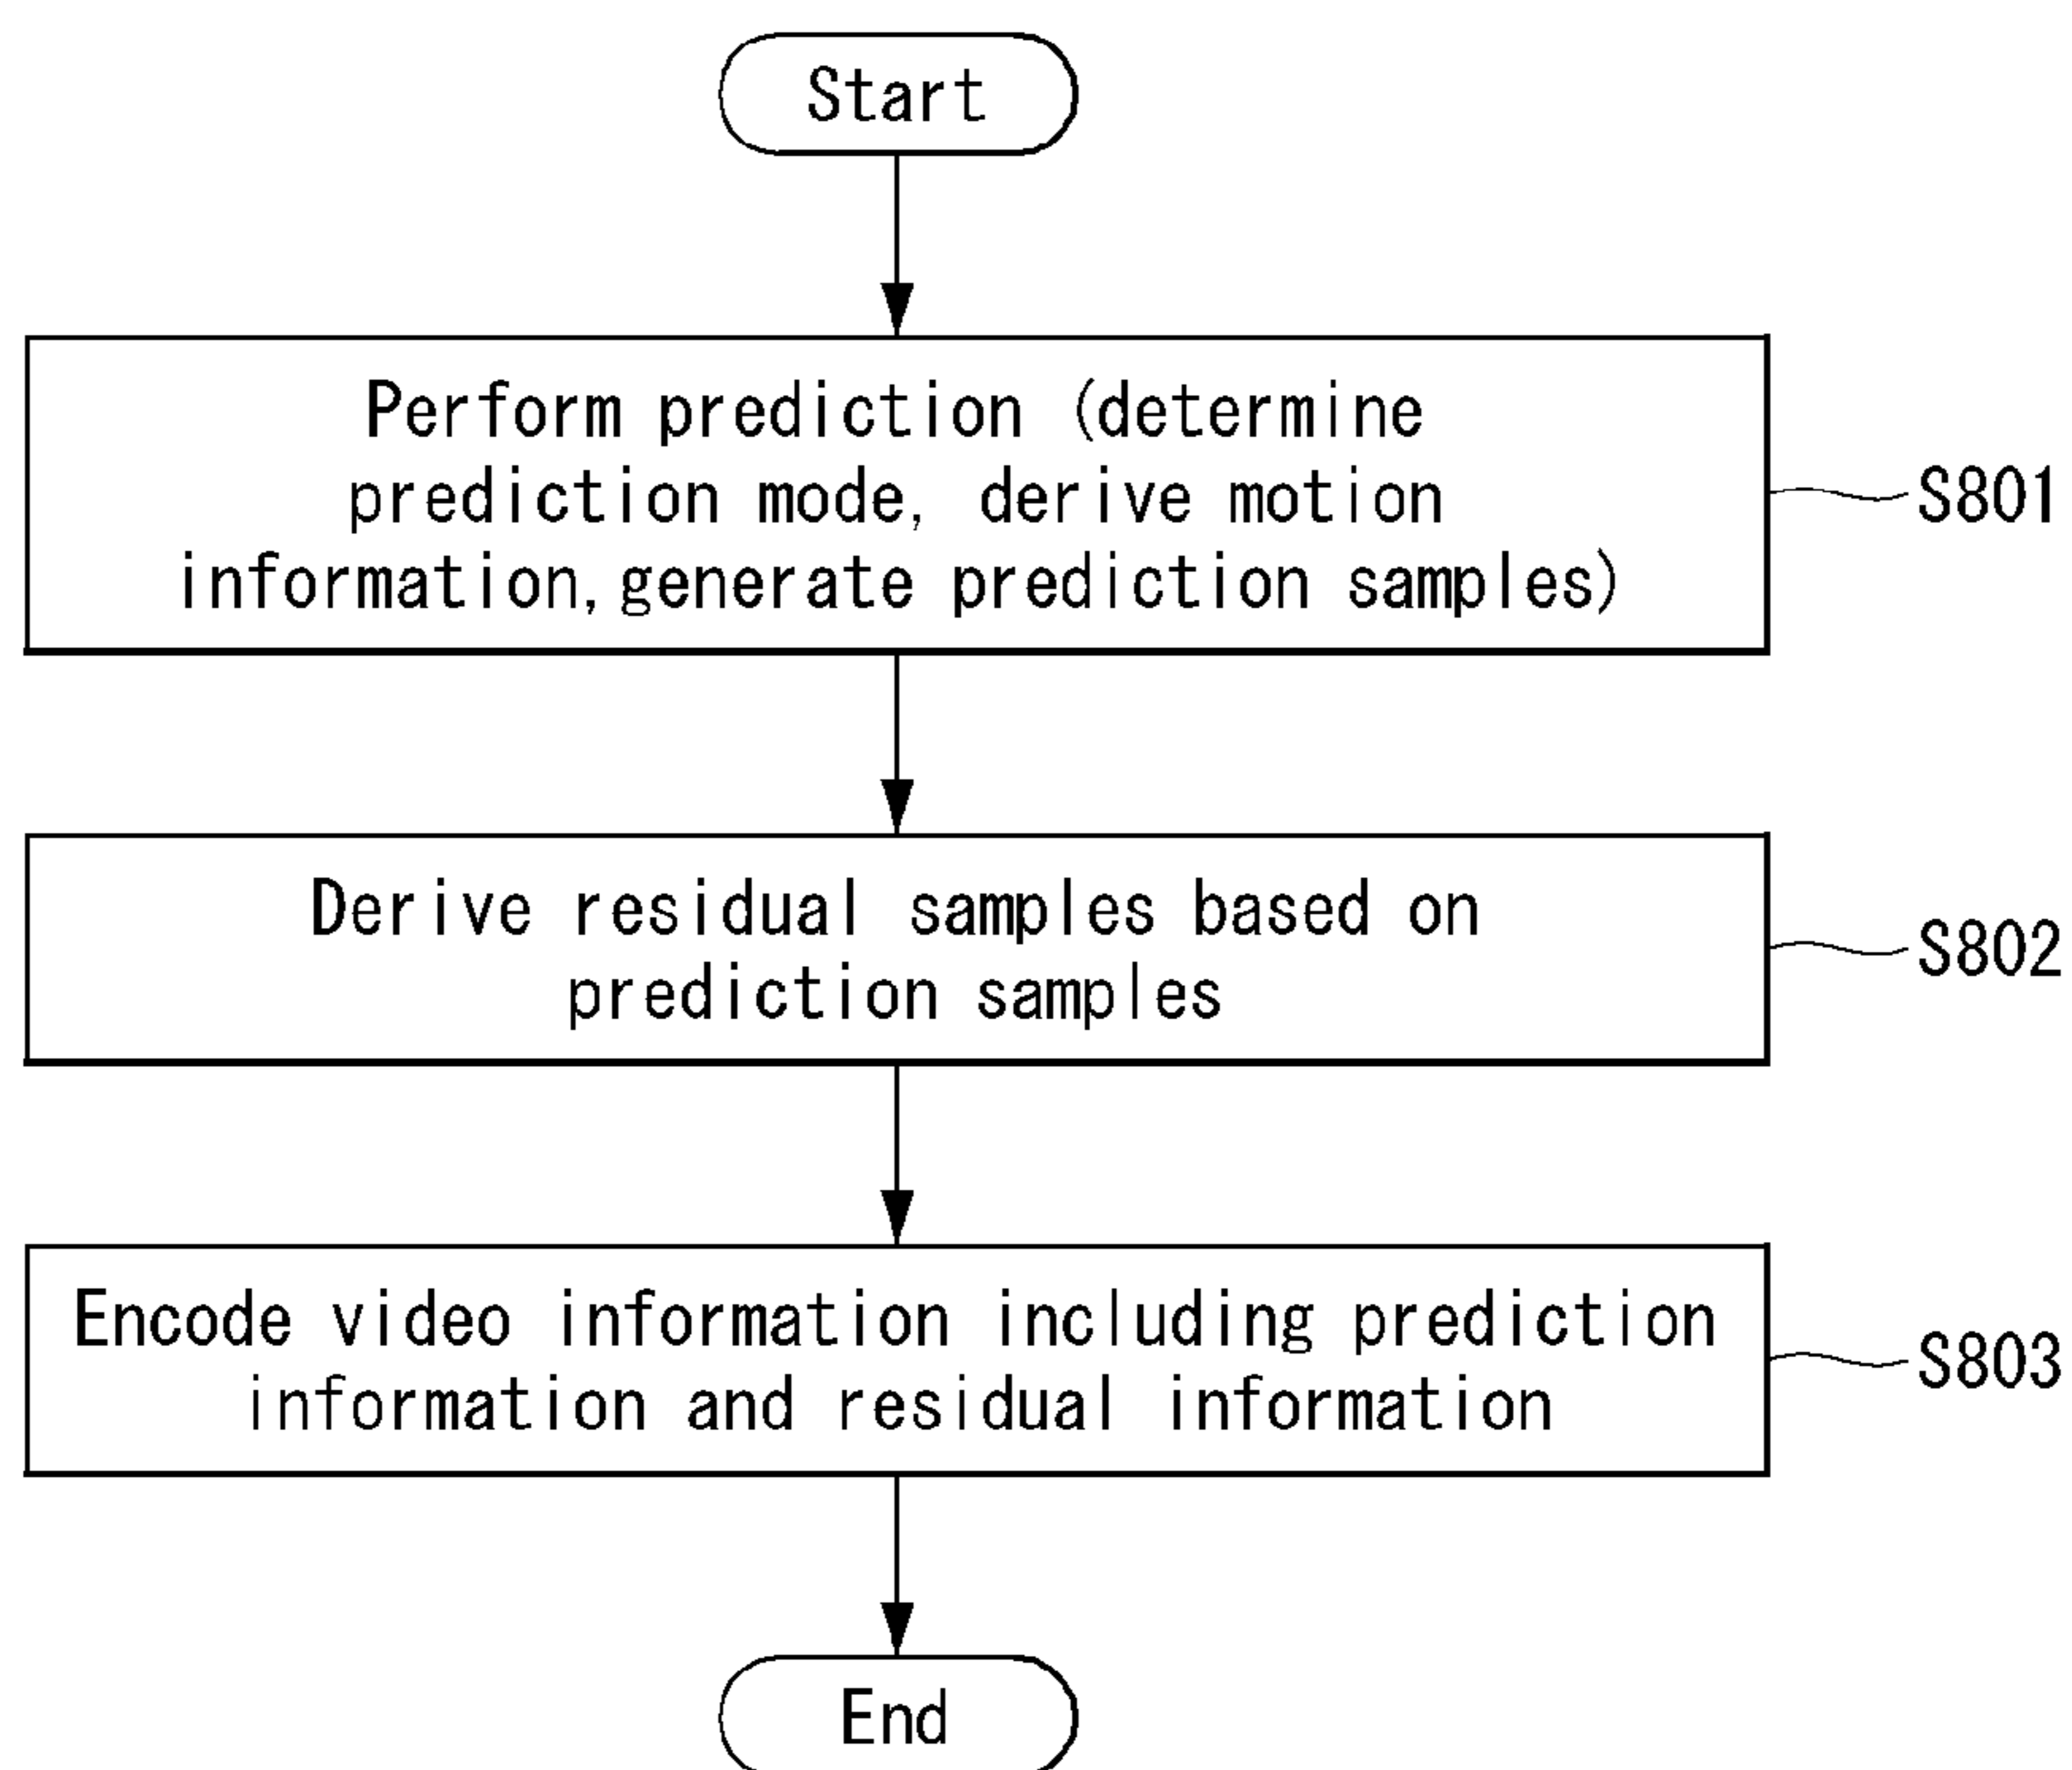 Start
Perform prediction (determine
prediction mode, derive motion
information,generate prediction samples)
S801
Derive residual samples based on
prediction samples
S802
Encode video information including prediction
information and residual information
S803
End